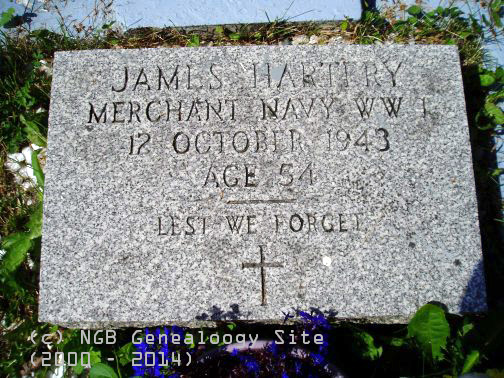 JAMES HARTERY
MERCHANT NAVY WW I
12 OCTOBER 1943
AGE 54
LEST WE FORGET
(c) NGB Genealogy Site
(2000 - 2014)